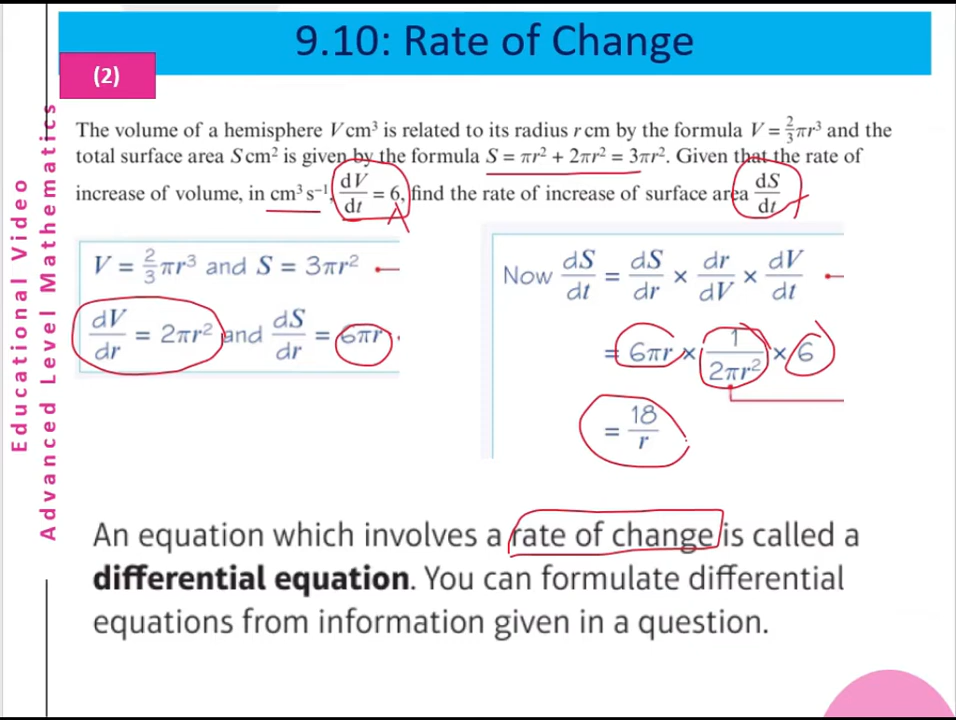 9.10: Rate of Change
(2)
Educational Video
Advanced Level Mathematics
The volume of a hemisphere V cm³ is related to its radius r cm by the formula V = 2/3 πr³ and the
total surface area S cm² is given by the formula S = πr² + 2πr² = 3πr². Given that the rate of
increase of volume, in cm³ s⁻¹, dV/dt = 6, find the rate of increase of surface area dS/dt
V = 2/3 πr³ and S = 3πr²
dV/dr = 2πr² and dS/dr = 6πr
Now dS/dt = dS/dr × dr/dV × dV/dt
= 6πr × 1/2πr² × 6
= 18/r
An equation which involves a rate of change is called a
differential equation. You can formulate differential
equations from information given in a question.